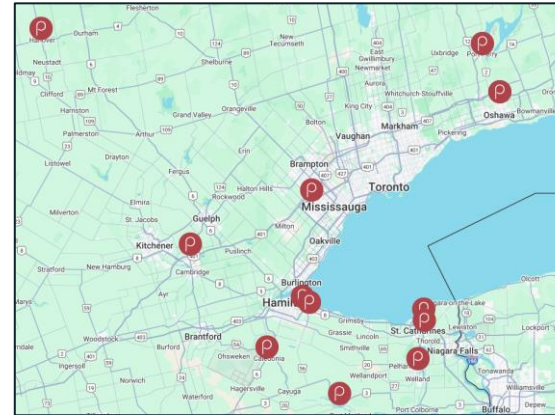 Flesherton
Hanover
Durham
New Tecumseth
East Gwillimbury
Uxbridge
Port Perry
Neustadt
Shelburne
Newmarket
Clifford
Mt Forest
Aurora
Harriston
Orangeville
King City
Whitchurch-Stouffville
Bowmanville
Oshawa
Palmerston
Grand Valley
Bolton
Arthur
Vaughan
Markham
Pickering
Listowel
Drayton
Erin
Brampton
Fergus
Toronto
Halton Hills
Rockwood
Mississauga
Milverton
Elmira
Guelph
St. Jacobs
Milton
Oakville
Kitchener
Puslinch
Stratford
New Hamburg
Cambridge
Burlington
Olcott
Ayr
Hamilton
Niagara-on-the-Lake
Lockport
Woodstock
Brantford
Grimsby
St. Catharines
Lewiston
Grassie
Lincoln
Thorold
Ingersoll
Burford
Ohsweken
Caledonia
Smithville
Niagara Falls
Pelham
Tonawanda
Norwich
Hagersville
Wellandport
Welland
Williamsville
Waterford
Cayuga
Port Colborne
Buffalo
Depew